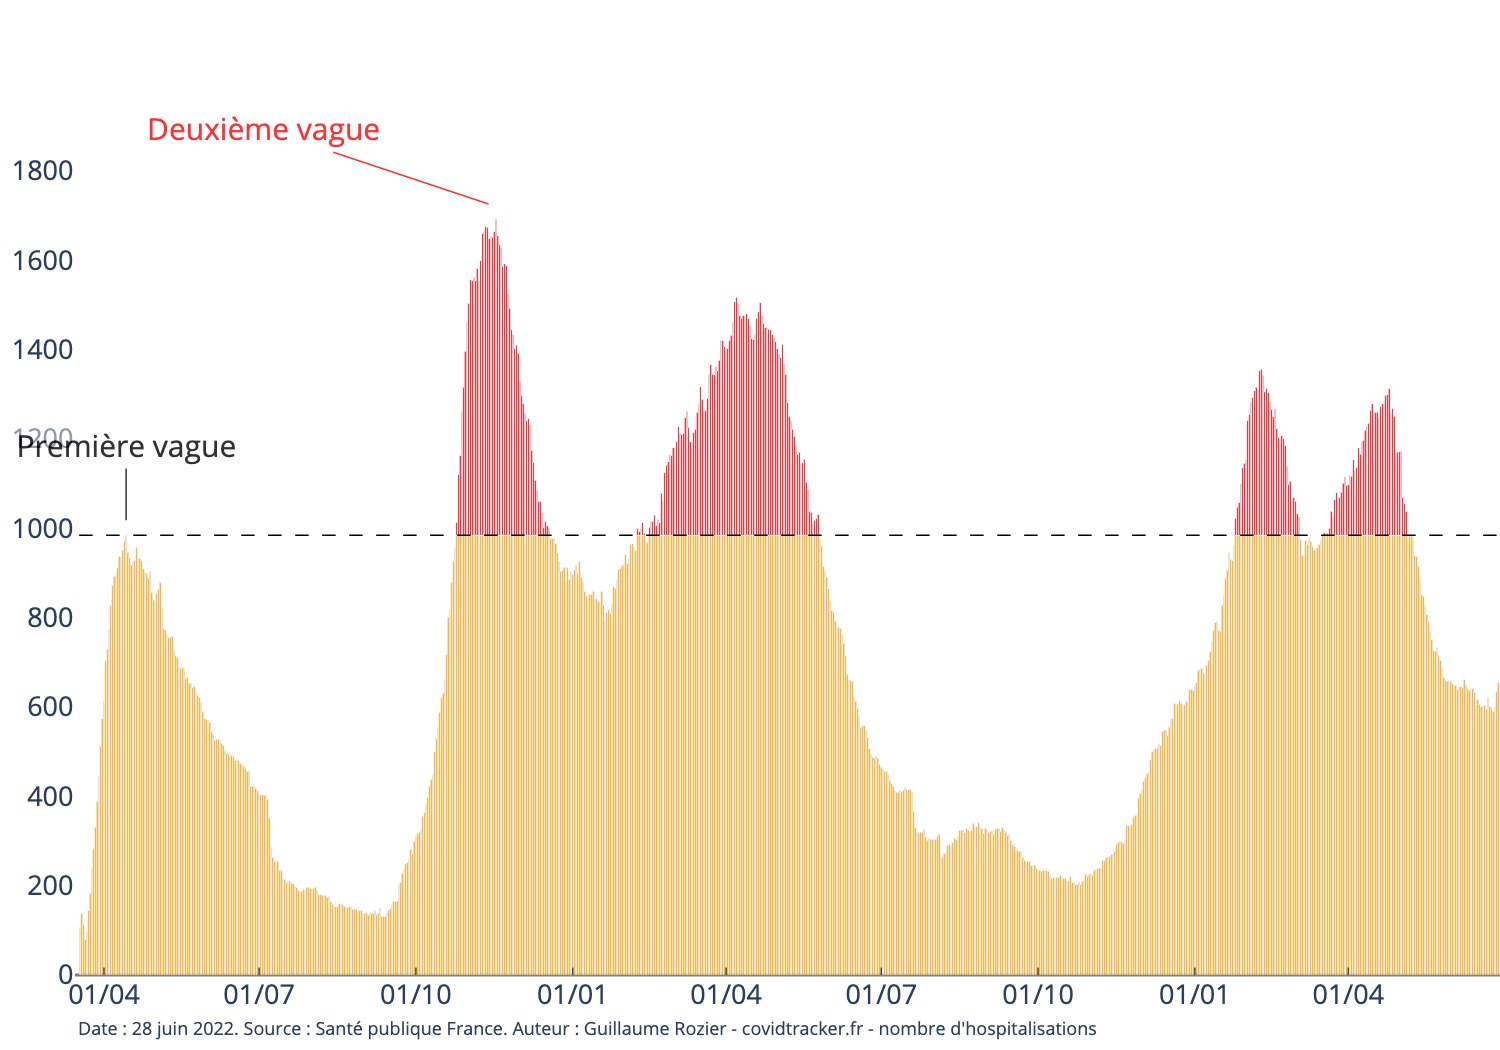 Deuxième vague
1800
1600
1400
1200
Première vague
1000
800
600
400
200
0
01/04 01/07 01/10 01/01 01/04 01/07 01/10 01/01 01/04
Date : 28 juin 2022. Source : Santé publique France. Auteur : Guillaume Rozier - covidtracker.fr - nombre d'hospitalisations